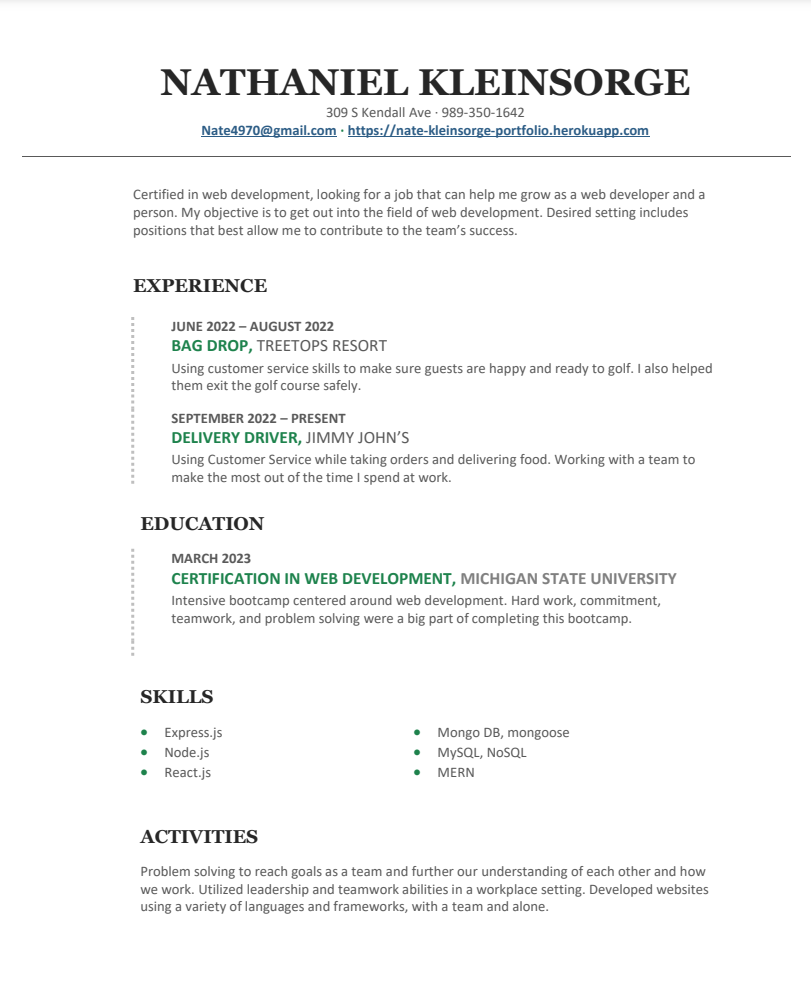 NATHANIEL KLEINSORGE
309 S Kendall Ave · 989-350-1642
Nate4970@gmail.com · https://nate-kleinsorge-portfolio.herokuapp.com
Certified in web development, looking for a job that can help me grow as a web developer and a
person. My objective is to get out into the field of web development. Desired setting includes
positions that best allow me to contribute to the team's success.
EXPERIENCE
JUNE 2022 – AUGUST 2022
BAG DROP, TREETOPS RESORT
Using customer service skills to make sure guests are happy and ready to golf. I also helped
them exit the golf course safely.
SEPTEMBER 2022 – PRESENT
DELIVERY DRIVER, JIMMY JOHN'S
Using Customer Service while taking orders and delivering food. Working with a team to
make the most out of the time I spend at work.
EDUCATION
MARCH 2023
CERTIFICATION IN WEB DEVELOPMENT, MICHIGAN STATE UNIVERSITY
Intensive bootcamp centered around web development. Hard work, commitment,
teamwork, and problem solving were a big part of completing this bootcamp.
SKILLS
• Express.js
• Node.js
• React.js
• Mongo DB, mongoose
• MySQL, NoSQL
• MERN
ACTIVITIES
Problem solving to reach goals as a team and further our understanding of each other and how
we work. Utilized leadership and teamwork abilities in a workplace setting. Developed websites
using a variety of languages and frameworks, with a team and alone.